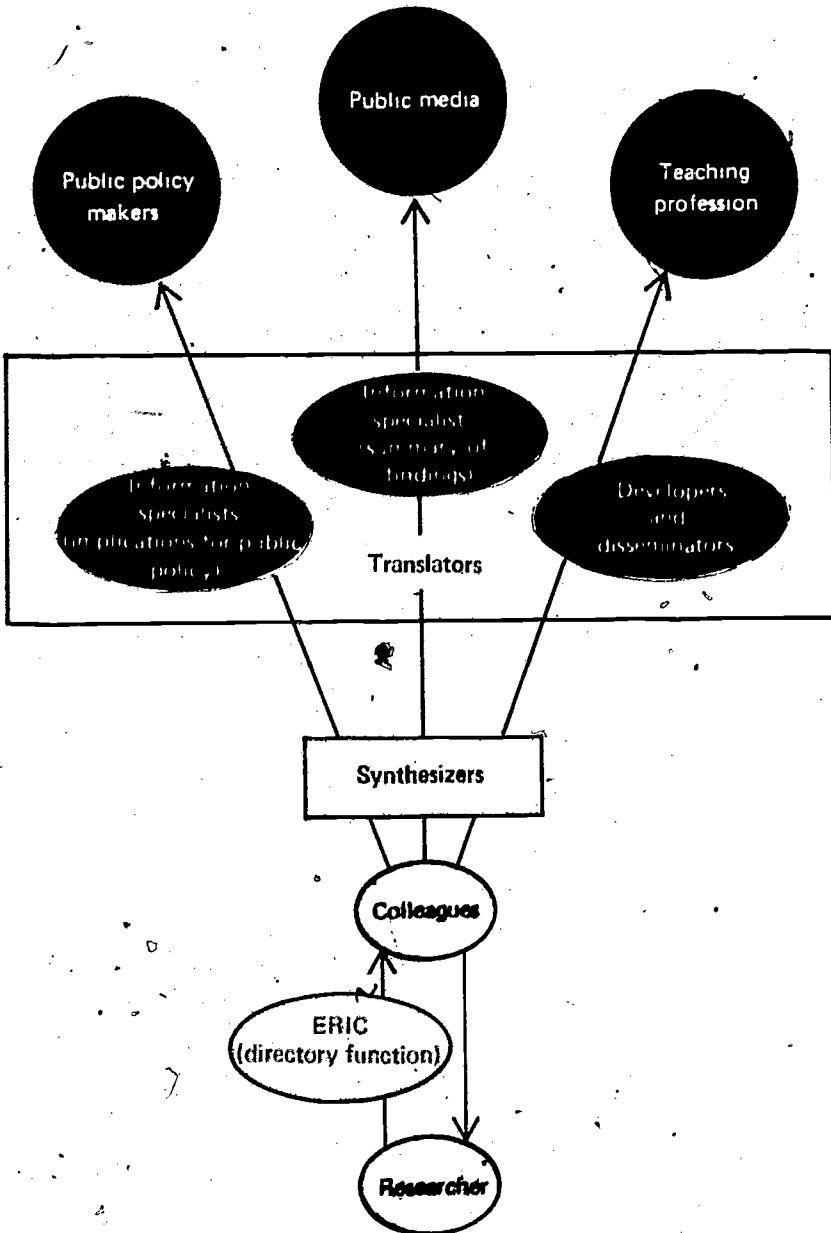 Public media
Public policy
makers
Teaching
profession
Information
specialist
(summary of
findings)
Information
specialists
(implications for public
policy)
Developers
and
disseminators
Translators
Synthesizers
Colleagues
ERIC
(directory function)
Researcher